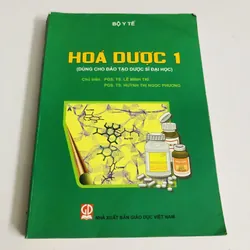 BỘ Y TẾ
HOÁ DƯỢC 1
(DÙNG CHO ĐÀO TẠO DƯỢC SĨ ĐẠI HỌC)
Chủ biên: PGS. TS. LÊ MINH TRÍ
PGS. TS. HUỲNH THỊ NGỌC PHƯƠNG
NHÀ XUẤT BẢN GIÁO DỤC VIỆT NAM